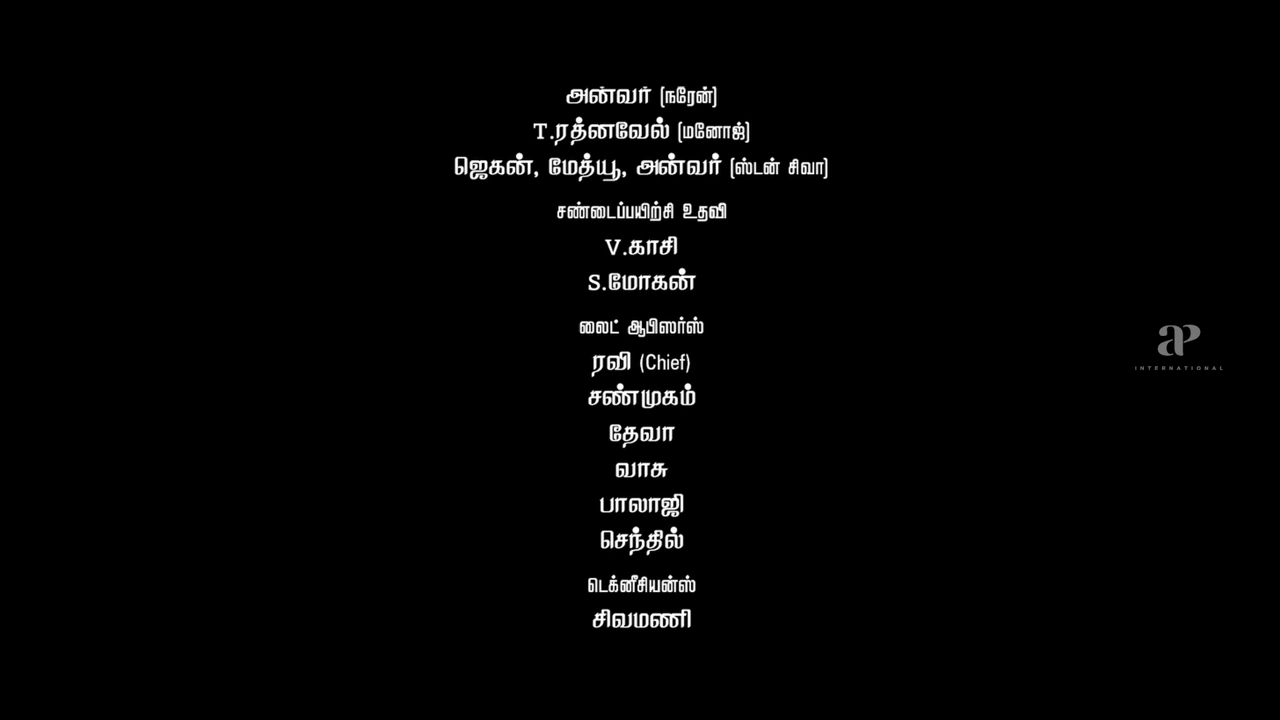 அன்வர் (நரேன்)
T.ரத்னவேல் (மனோஜ்)
ஜெகன், மேத்யூ, அன்வர் (ஸ்டன் சிவா)
சண்டைப்பயிற்சி உதவி
V.காசி
S.மோகன்
லைட் ஆபிஸர்ஸ்
ரவி (Chief)
சண்முகம்
தேவா
வாசு
பாலாஜி
செந்தில்
டெக்னீசியன்ஸ்
சிவமணி
ap
INTERNATIONAL